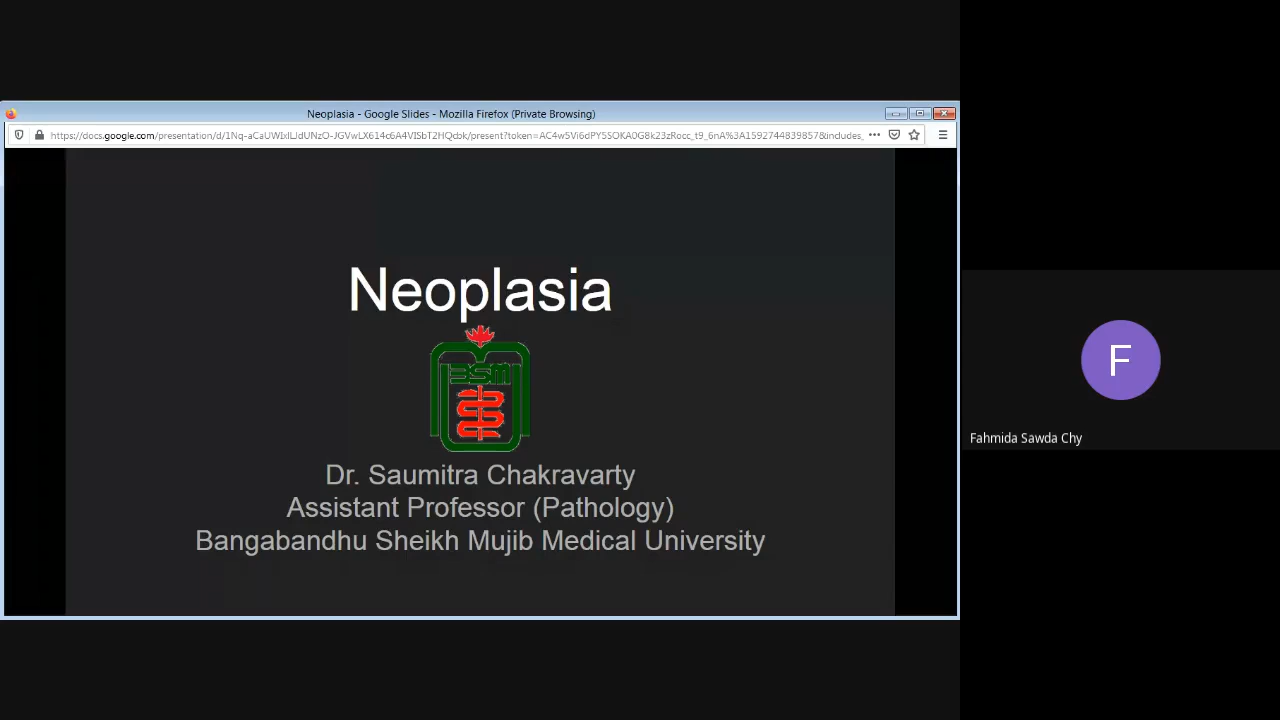 Neoplasia - Google Slides - Mozilla Firefox (Private Browsing)
Neoplasia
BSM
Dr. Saumitra Chakravarty
Assistant Professor (Pathology)
Bangabandhu Sheikh Mujib Medical University
F
Fahmida Sawda Chy